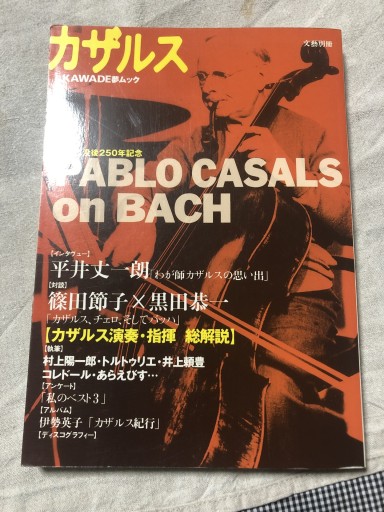 カザルス
文藝別冊
KAWADE夢ムック
没後250年記念
PABLO CASALS
on BACH
【インタヴュー】
平井丈一朗「わが師カザルスの思い出」
【対談】
篠田節子×黒田恭一
「カザルス、チェロ、そしてバッハ」
【カザルス演奏・指揮 総解説】
【執筆】
村上陽一郎・トルトゥリエ・井上頼豊
コレドール・あらえびす…
【アンケート】
「私のベスト3」
【アルバム】
伊勢英子「カザルス紀行」
【ディスコグラフィー】